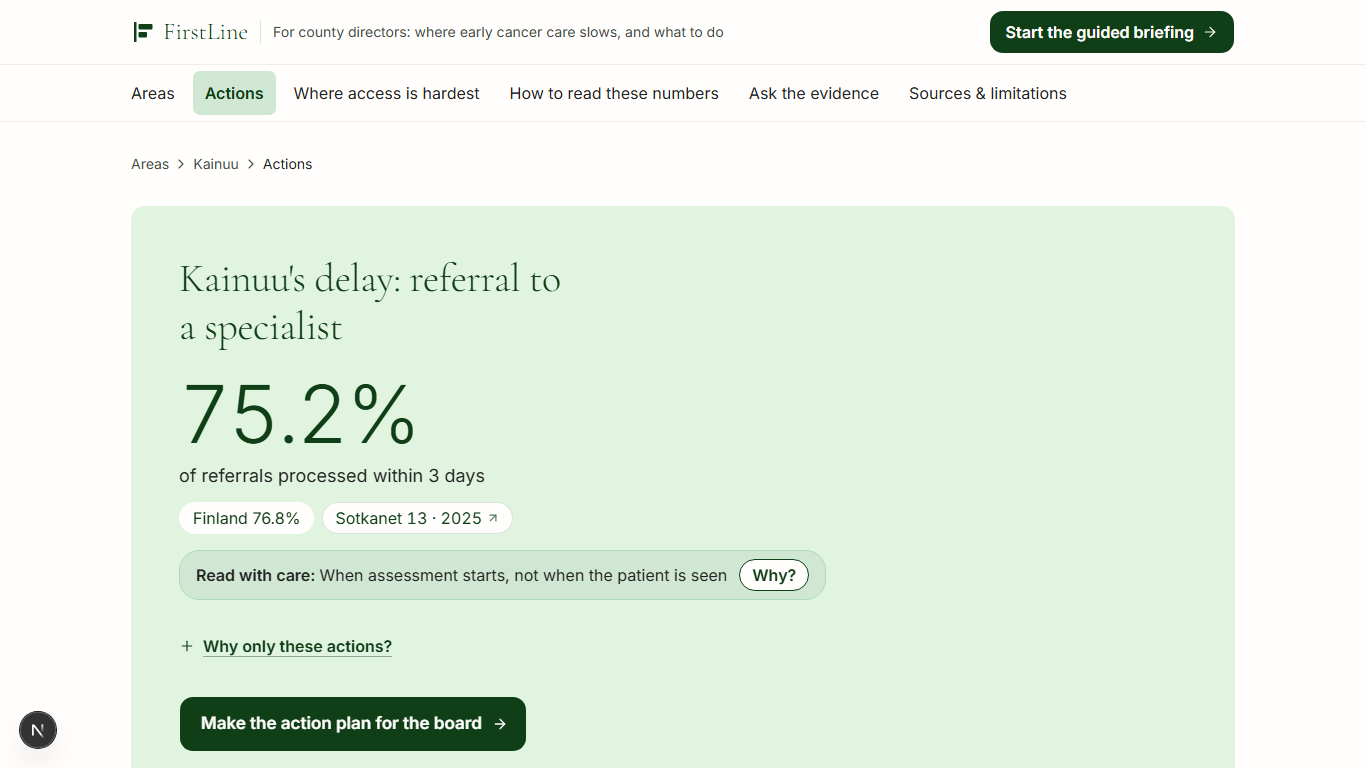 FirstLine
For county directors: where early cancer care slows, and what to do
Start the guided briefing →
Areas
Actions
Where access is hardest
How to read these numbers
Ask the evidence
Sources & limitations
Areas > Kainuu > Actions
Kainuu's delay: referral to
a specialist
75.2%
of referrals processed within 3 days
Finland 76.8%
Sotkanet 13 · 2025 ↗
Read with care: When assessment starts, not when the patient is seen
Why?
+ Why only these actions?
Make the action plan for the board →
N